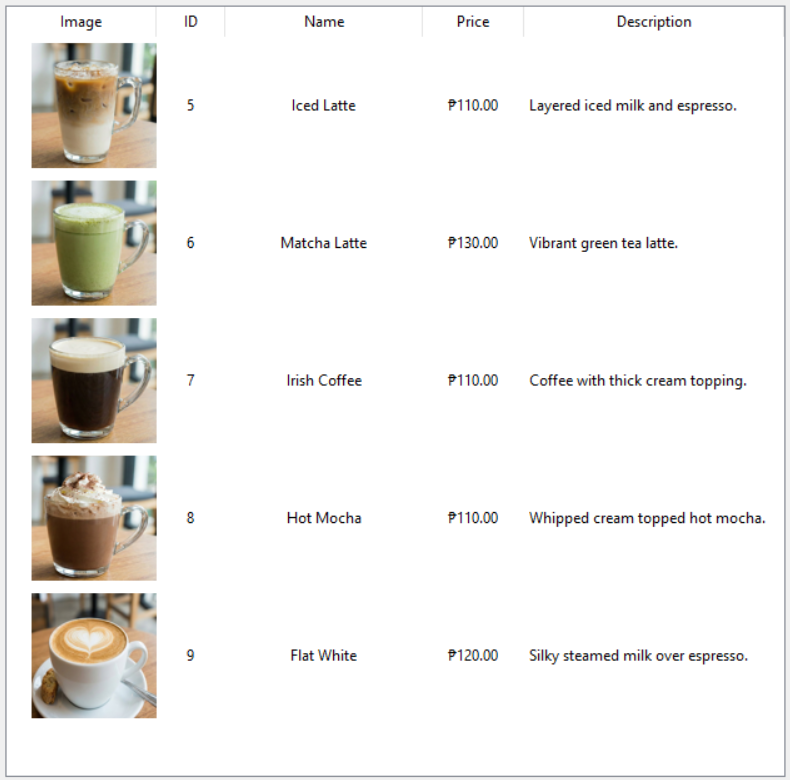 Image ID Name Price Description
5 Iced Latte ₱110.00 Layered iced milk and espresso.
6 Matcha Latte ₱130.00 Vibrant green tea latte.
7 Irish Coffee ₱110.00 Coffee with thick cream topping.
8 Hot Mocha ₱110.00 Whipped cream topped hot mocha.
9 Flat White ₱120.00 Silky steamed milk over espresso.